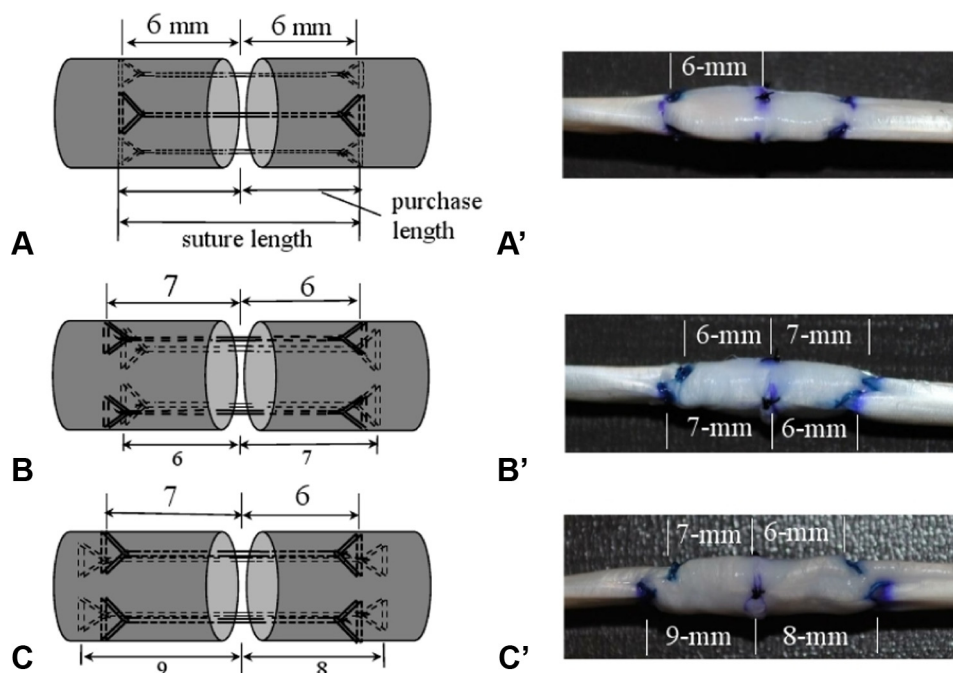 6 mm 6 mm
purchase
length
suture length
A
6-mm
A’
7 6
6 7
B
6-mm 7-mm
7-mm 6-mm
B’
7 6
9 8
C
7-mm 6-mm
9-mm 8-mm
C’